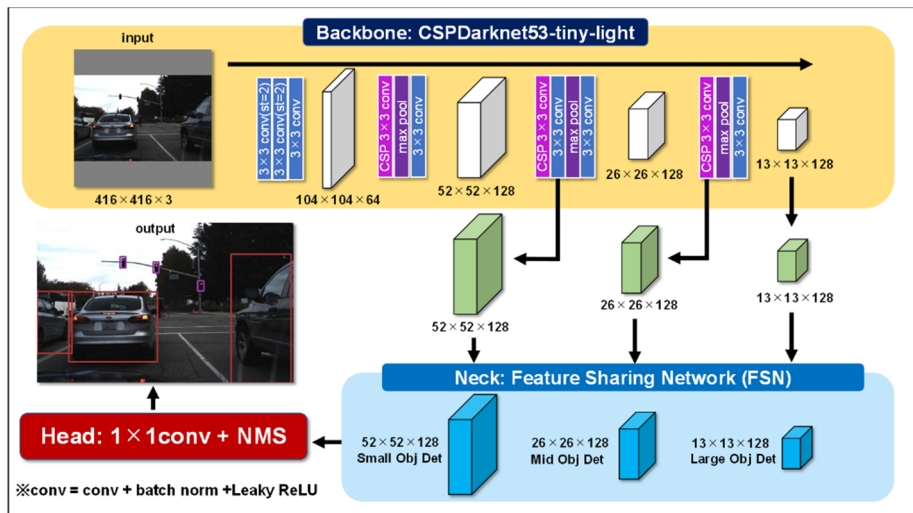 Backbone: CSPDarknet53-tiny-light
input
3×3 conv(st=2)
3×3 conv(st=2)
3×3 conv
CSP 3×3 conv
max pool
3×3 conv
CSP 3×3 conv
3×3 conv
max pool
3×3 conv
CSP 3×3 conv
max pool
3×3 conv
416×416×3
104×104×64
52×52×128
26×26×128
13×13×128
output
52×52×128
26×26×128
13×13×128
Neck: Feature Sharing Network (FSN)
52×52×128
Small Obj Det
26×26×128
Mid Obj Det
13×13×128
Large Obj Det
Head: 1×1conv + NMS
※conv = conv + batch norm +Leaky ReLU